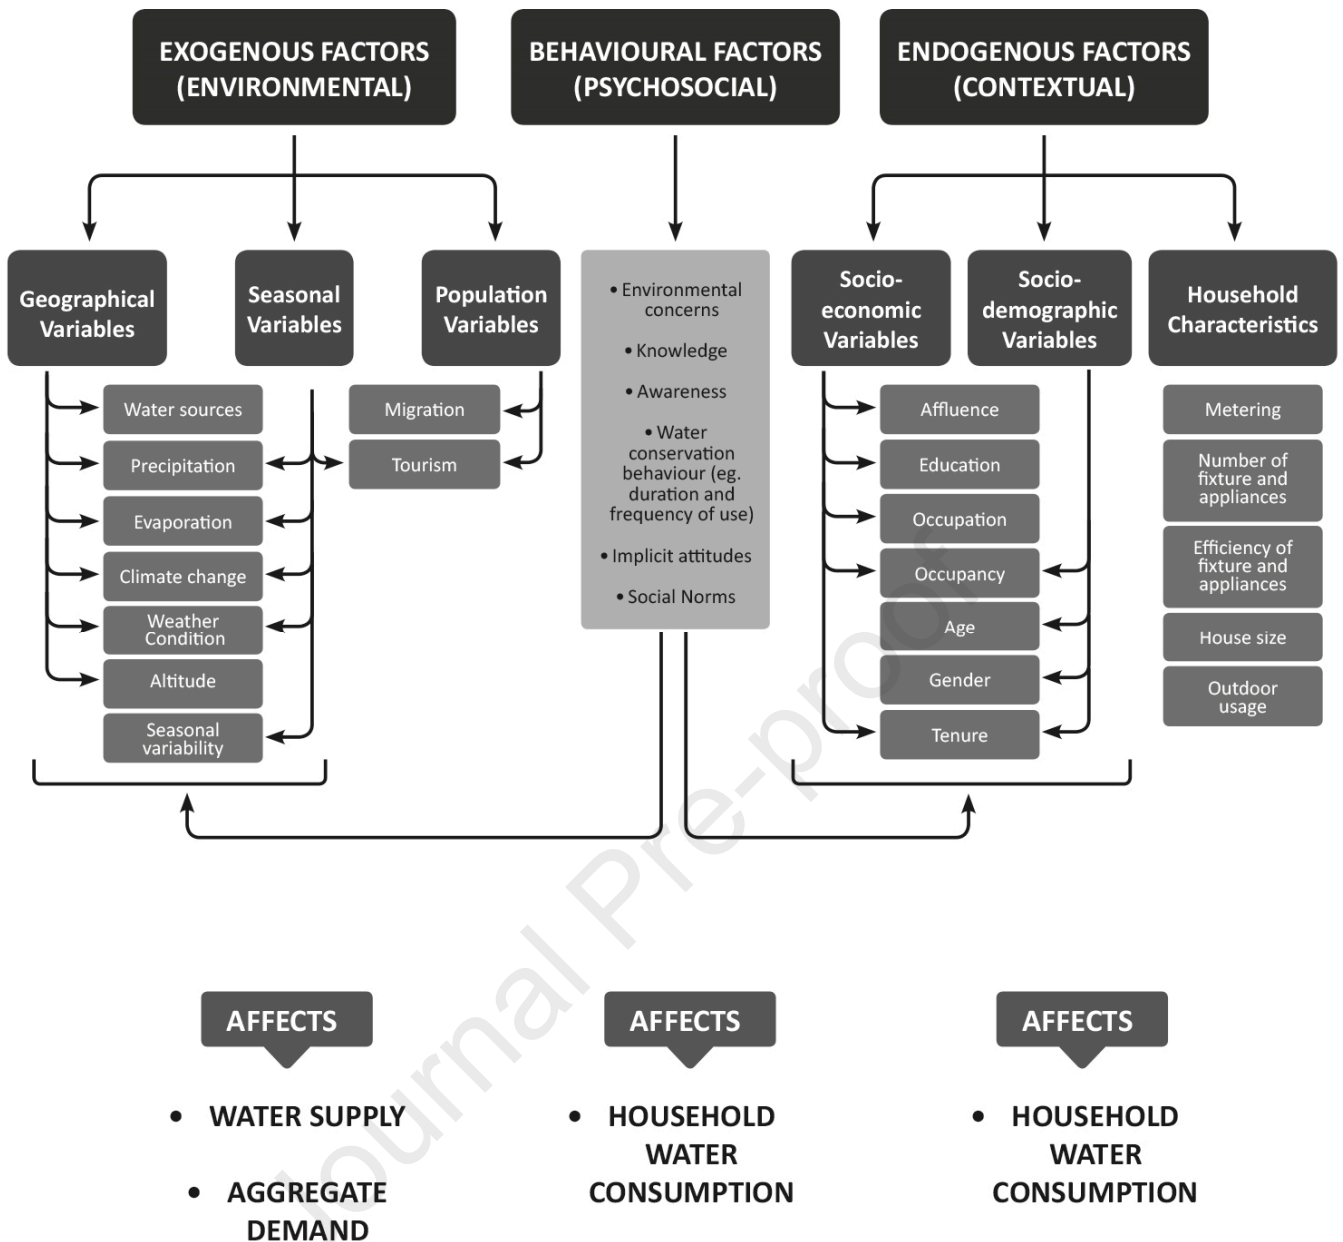 EXOGENOUS FACTORS
(ENVIRONMENTAL)
BEHAVIOURAL FACTORS
(PSYCHOSOCIAL)
ENDOGENOUS FACTORS
(CONTEXTUAL)
Geographical
Variables
Seasonal
Variables
Population
Variables
• Environmental
concerns
• Knowledge
• Awareness
• Water
conservation
behaviour (eg.
duration and
frequency of use)
• Implicit attitudes
• Social Norms
Socio-
economic
Variables
Socio-
demographic
Variables
Household
Characteristics
Water sources
Precipitation
Evaporation
Climate change
Weather
Condition
Altitude
Seasonal
variability
Migration
Tourism
Affluence
Education
Occupation
Occupancy
Age
Gender
Tenure
Metering
Number of
fixture and
appliances
Efficiency of
fixture and
appliances
House size
Outdoor
usage
Journal Pre-proof
AFFECTS
• WATER SUPPLY
• AGGREGATE
DEMAND
AFFECTS
• HOUSEHOLD
WATER
CONSUMPTION
AFFECTS
• HOUSEHOLD
WATER
CONSUMPTION